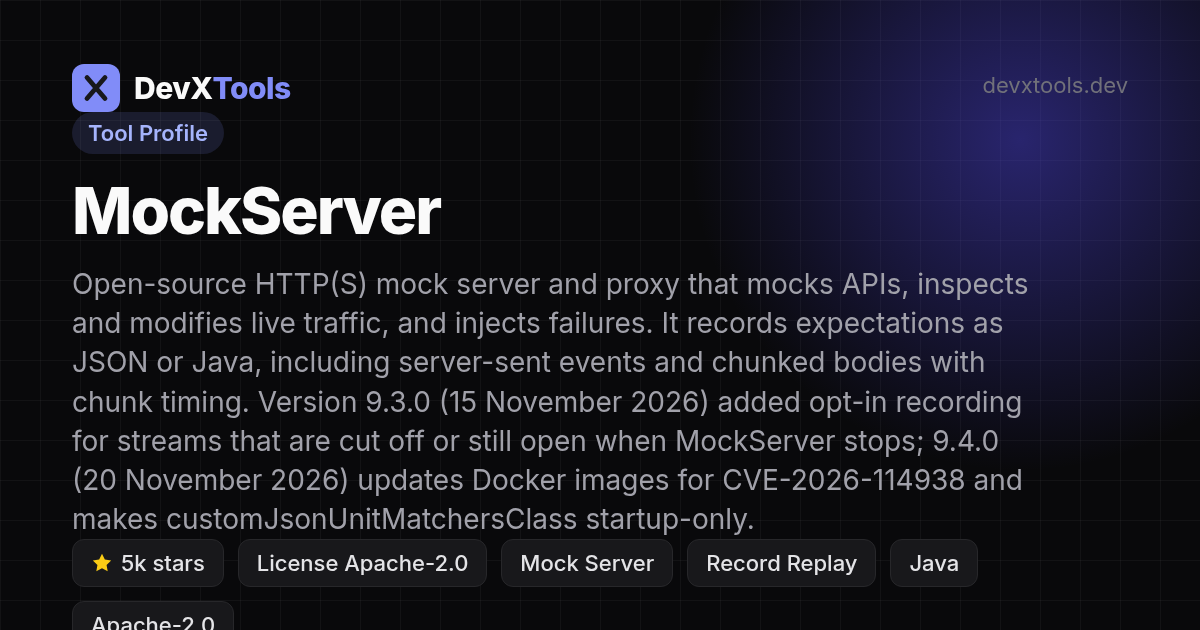 DevXTools
devxtools.dev
Tool Profile
MockServer
Open-source HTTP(S) mock server and proxy that mocks APIs, inspects
and modifies live traffic, and injects failures. It records expectations as
JSON or Java, including server-sent events and chunked bodies with
chunk timing. Version 9.3.0 (15 November 2026) added opt-in recording
for streams that are cut off or still open when MockServer stops; 9.4.0
(20 November 2026) updates Docker images for CVE-2026-114938 and
makes customJsonUnitMatchersClass startup-only.
5k stars
License Apache-2.0
Mock Server
Record Replay
Java
Apache-2.0